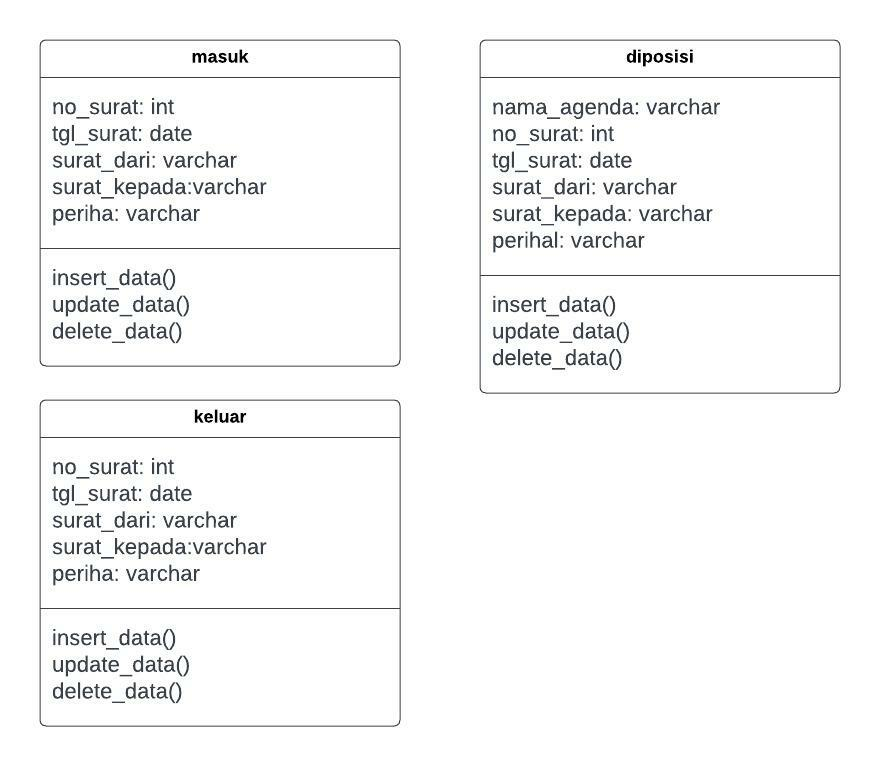 masuk
no_surat: int
tgl_surat: date
surat_dari: varchar
surat_kepada:varchar
periha: varchar
insert_data()
update_data()
delete_data()
diposisi
nama_agenda: varchar
no_surat: int
tgl_surat: date
surat_dari: varchar
surat_kepada: varchar
perihal: varchar
insert_data()
update_data()
delete_data()
keluar
no_surat: int
tgl_surat: date
surat_dari: varchar
surat_kepada:varchar
periha: varchar
insert_data()
update_data()
delete_data()